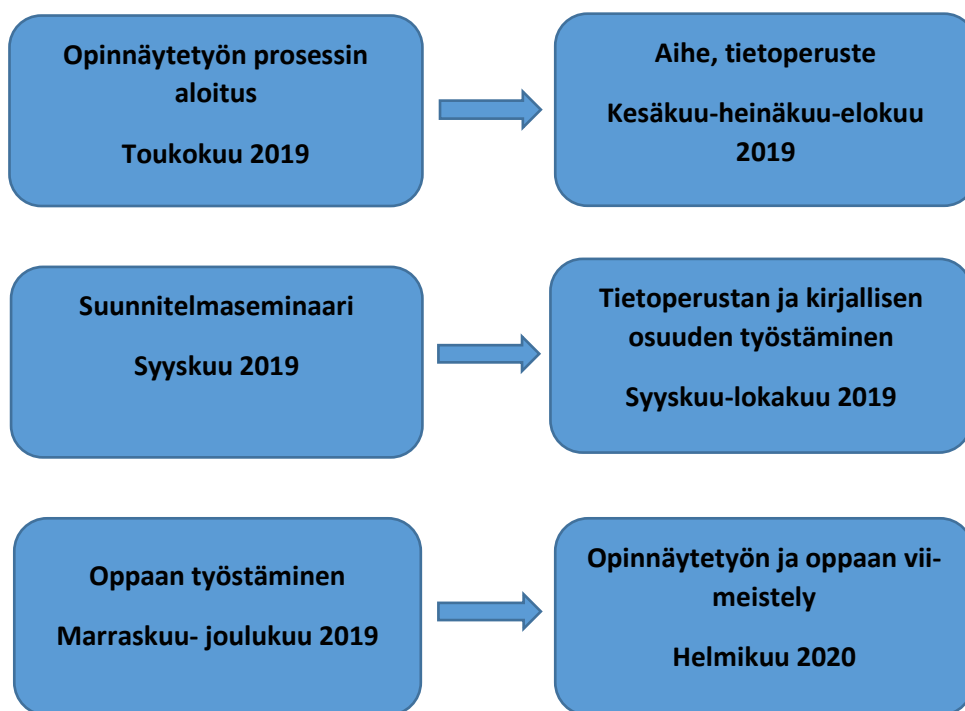 Opinnäytetyön prosessin
aloitus
Toukokuu 2019
Aihe, tietoperuste
Kesäkuu-heinäkuu-elokuu
2019
Suunnitelmaseminaari
Syyskuu 2019
Tietoperustan ja kirjallisen
osuuden työstäminen
Syyskuu-lokakuu 2019
Oppaan työstäminen
Marraskuu- joulukuu 2019
Opinnäytetyön ja oppaan vii-
meistely
Helmikuu 2020